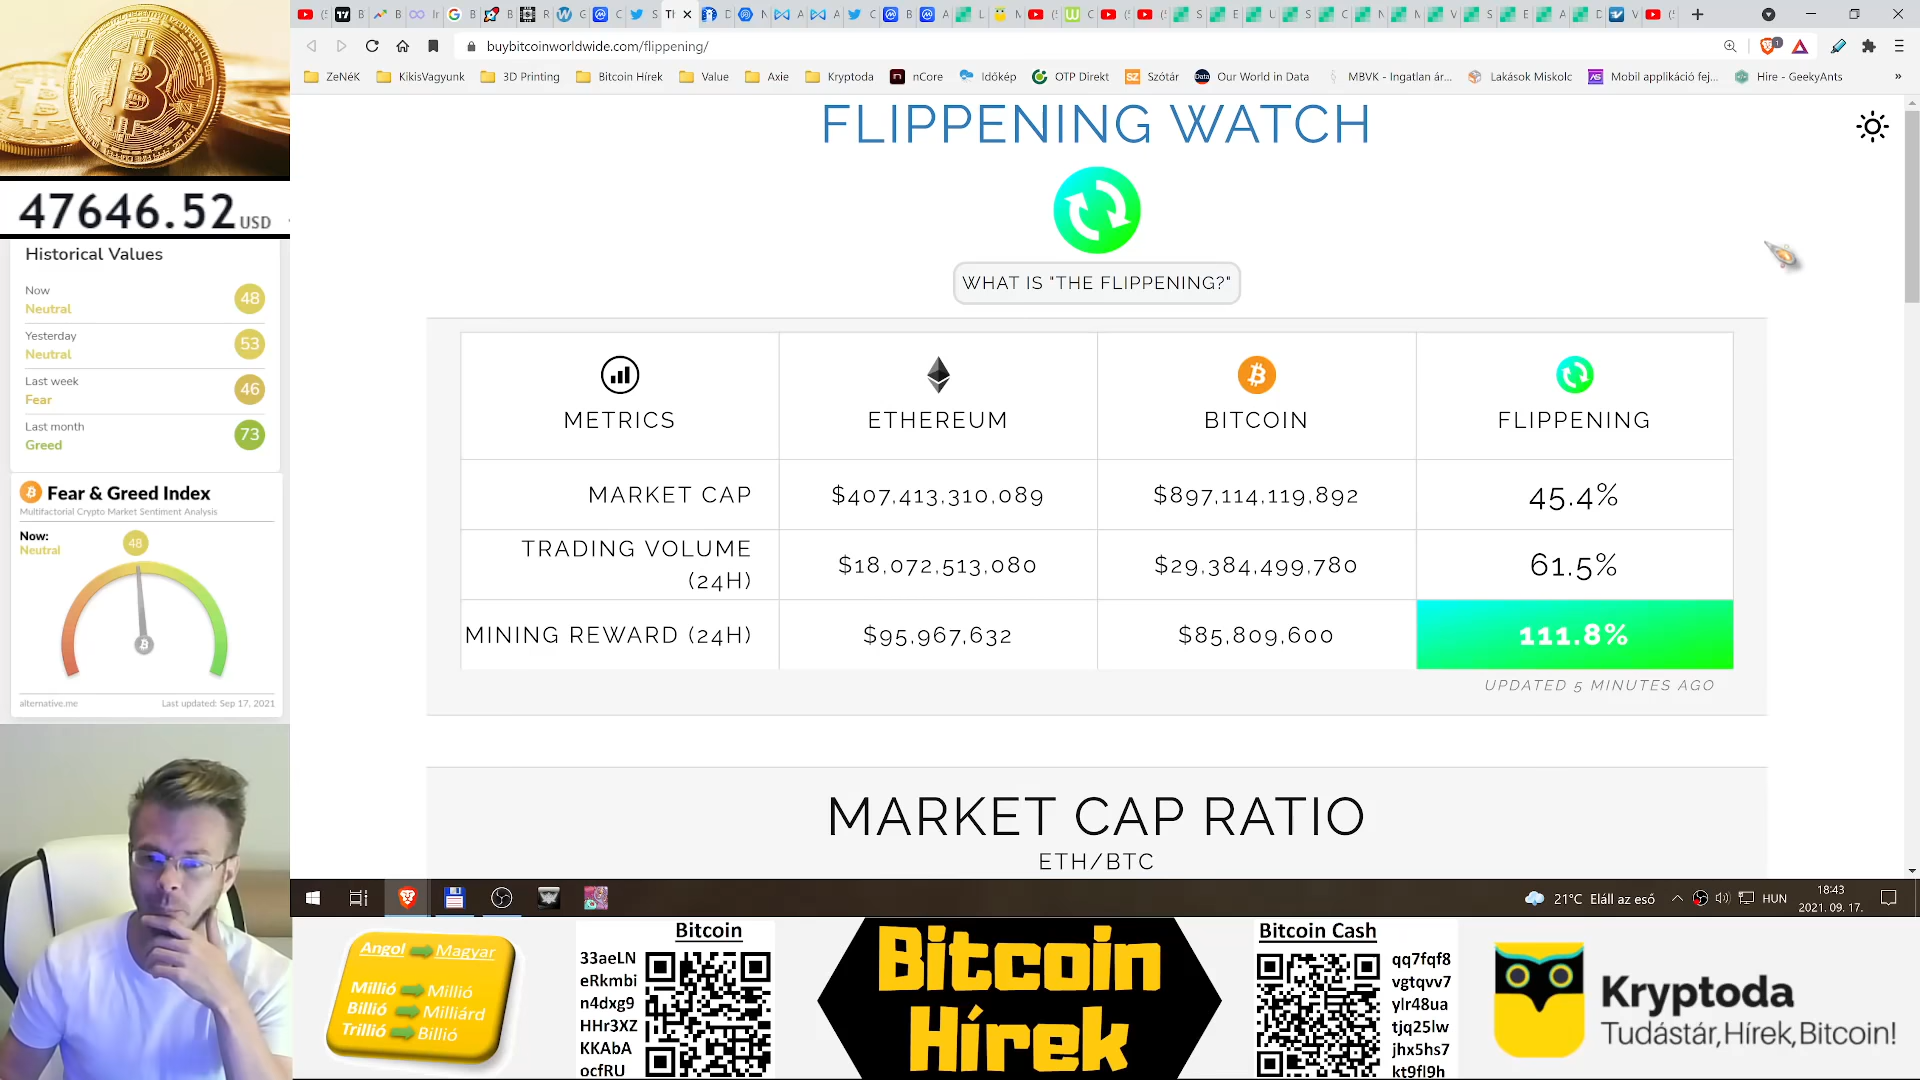 47646.52 USD
Historical Values
Now
Neutral
48
Yesterday
Neutral
53
Last week
Fear
46
Last month
Greed
73
Fear & Greed Index
Multifactorial Crypto Market Sentiment Analysis
Now:
Neutral
48
alternative.me
Last updated: Sep 17, 2021
buybitcoinworldwide.com/flippening/
ZeNéK
KikisVagyunk
3D Printing
Bitcoin Hírek
Value
Axie
Kryptoda
nCore
Időkép
OTP Direkt
Szótár
Our World in Data
MBVK - Ingatlan ár...
Lakások Miskolc
Mobil applikáció fej...
Hire - GeekyAnts
FLIPPENING WATCH
WHAT IS "THE FLIPPENING?"
METRICS ETHEREUM BITCOIN FLIPPENING
MARKET CAP $407,413,310,089 $897,114,119,892 45.4%
TRADING VOLUME (24H) $18,072,513,080 $29,384,499,780 61.5%
MINING REWARD (24H) $95,967,632 $85,809,600 111.8%
UPDATED 5 MINUTES AGO
MARKET CAP RATIO
ETH/BTC
21°C Eláll az eső
HUN
18:43
2021. 09. 17.
Angol Magyar
Millió Millió
Billió Milliárd
Trillió Billió
Bitcoin
33aeLN
eRkmbi
n4dxg9
HHr3XZ
KKAbA
ocfRU
Bitcoin
Hírek
Bitcoin Cash
qq7fqf8
vgtqvv7
ylr48ua
tjq25lw
jhx5hs7
kt9fl9h
Kryptoda
Tudástár,Hírek,Bitcoin!